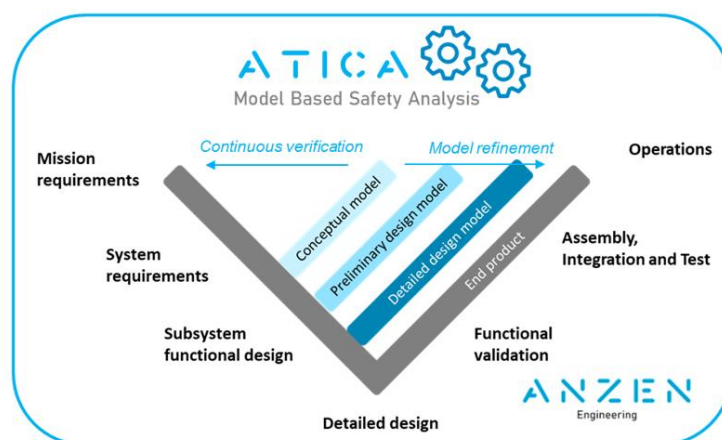 ATICA
Model Based Safety Analysis
Continuous verification
Model refinement
Mission
requirements
Operations
Conceptual model
Preliminary design model
Detailed design model
End product
System
requirements
Assembly,
Integration and Test
Subsystem
functional design
Functional
validation
Detailed design
ANZEN
Engineering